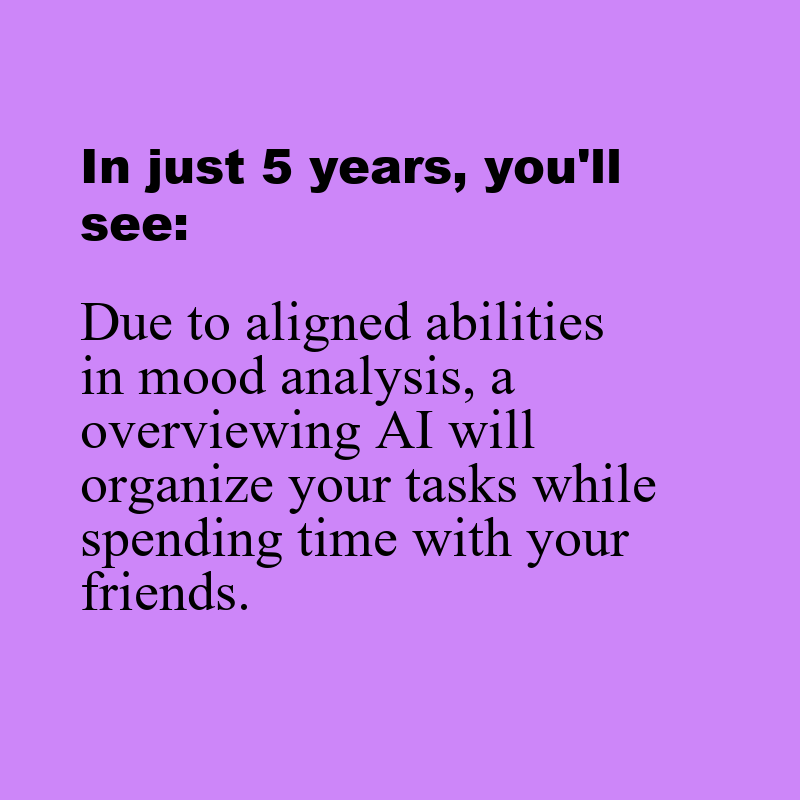 In just 5 years, you'll
see:
Due to aligned abilities
in mood analysis, a
overviewing AI will
organize your tasks while
spending time with your
friends.